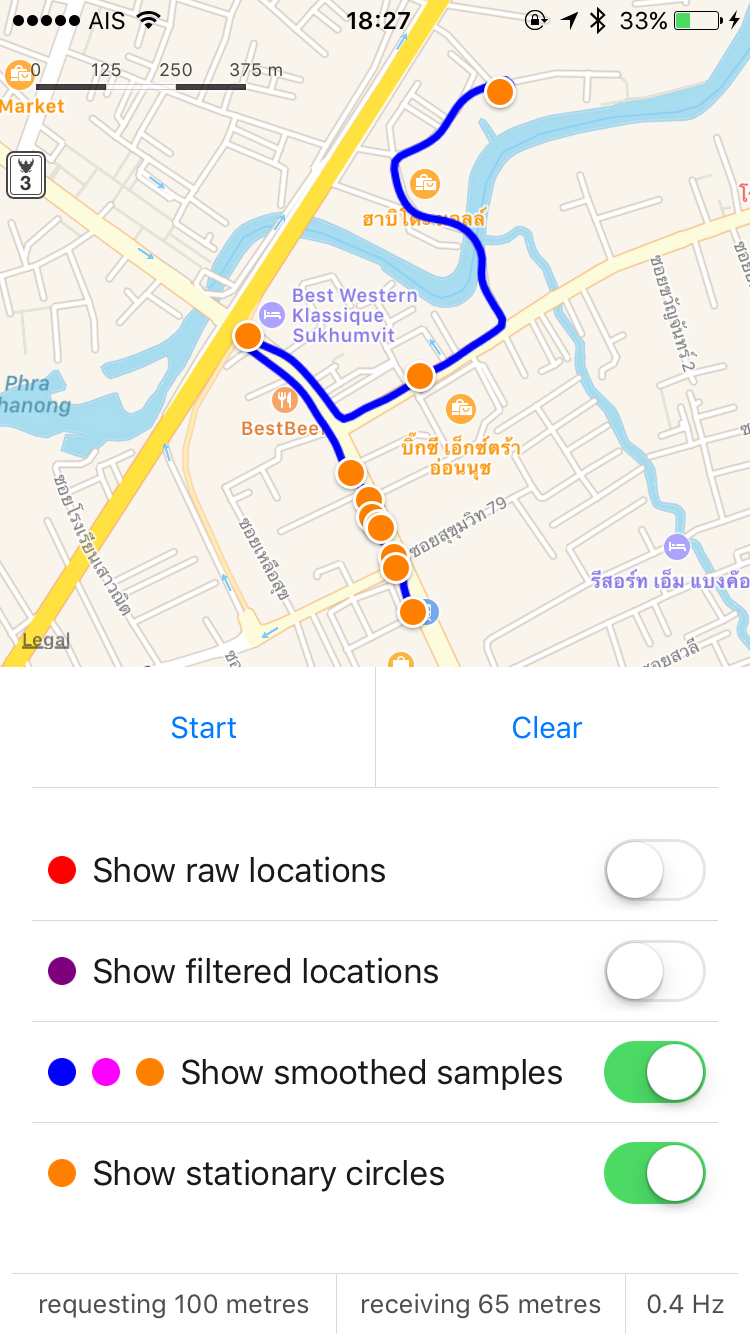 AIS 18:27 33%
0 125 250 375 m
Market
3
ฮาบิโตะ มอลล์
Best Western
Klassique
Sukhumvit
ซอยขวัญจันทร์ 2
Phra
hanong
BestBee
บิ๊กซี เอ็กซ์ตร้า
อ่อนนุช
ซอยสุขุมวิท 79
ซอยโรงเรียนเสาวณิต
ซอยเหลือสุข
รีสอร์ท เอ็ม แบงค๊อ
Legal
ซอยสวลี
Start Clear
Show raw locations
Show filtered locations
Show smoothed samples
Show stationary circles
requesting 100 metres receiving 65 metres 0.4 Hz